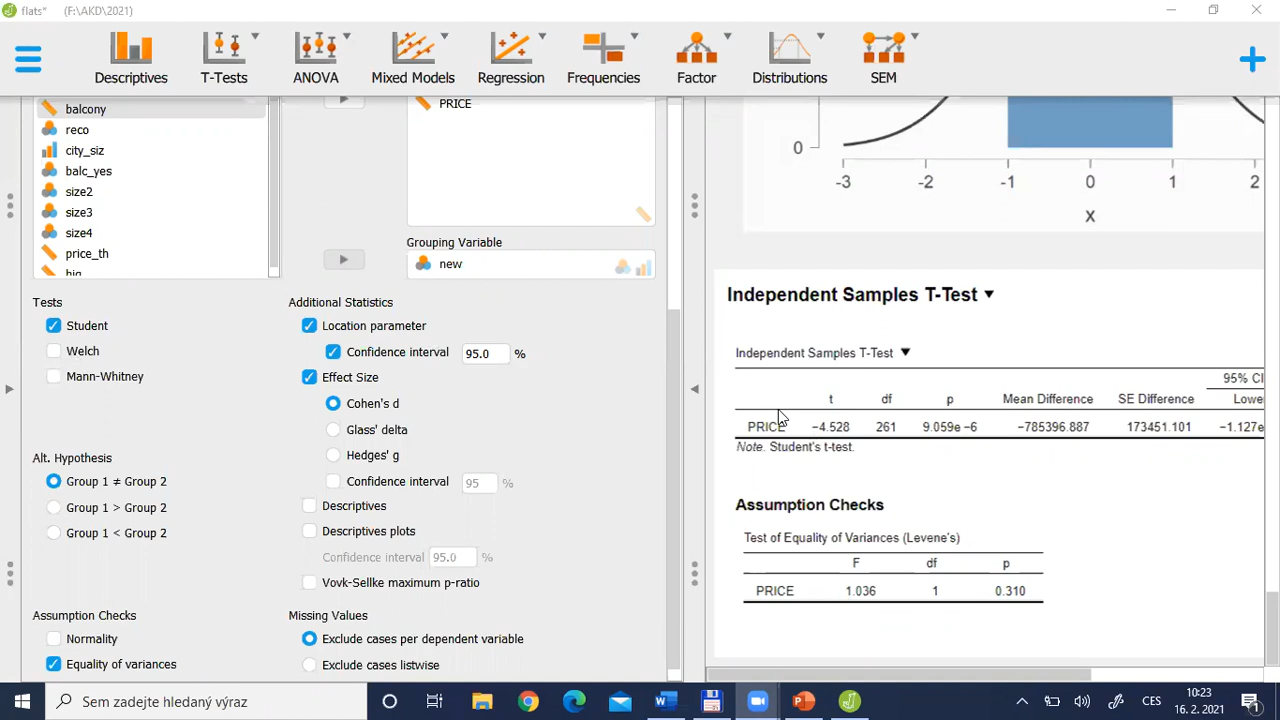 flats* (F:\AKD\2021)
Descriptives T-Tests ANOVA Mixed Models Regression Frequencies Factor Distributions SEM
balcony
reco
city_siz
balc_yes
size2
size3
size4
price_th
PRICE
Grouping Variable
new
Tests
Student
Welch
Mann-Whitney
Alt. Hypothesis
Group 1 ≠ Group 2
Group 1 > Group 2
Group 1 < Group 2
Assumption Checks
Normality
Equality of variances
Additional Statistics
Location parameter
Confidence interval 95.0 %
Effect Size
Cohen's d
Glass' delta
Hedges' g
Confidence interval 95 %
Descriptives
Descriptives plots
Confidence interval 95.0 %
Vovk-Sellke maximum p-ratio
Missing Values
Exclude cases per dependent variable
Exclude cases listwise
0
-3 -2 -1 0 1 2
X
Independent Samples T-Test
Independent Samples T-Test
95% CI
t df p Mean Difference SE Difference Lowe
PRICE −4.528 261 9.059e −6 −785396.887 173451.101 −1.127e
Note. Student's t-test.
Assumption Checks
Test of Equality of Variances (Levene's)
F df p
PRICE 1.036 1 0.310
Sem zadejte hledaný výraz
CES
10:23
16. 2. 2021
1